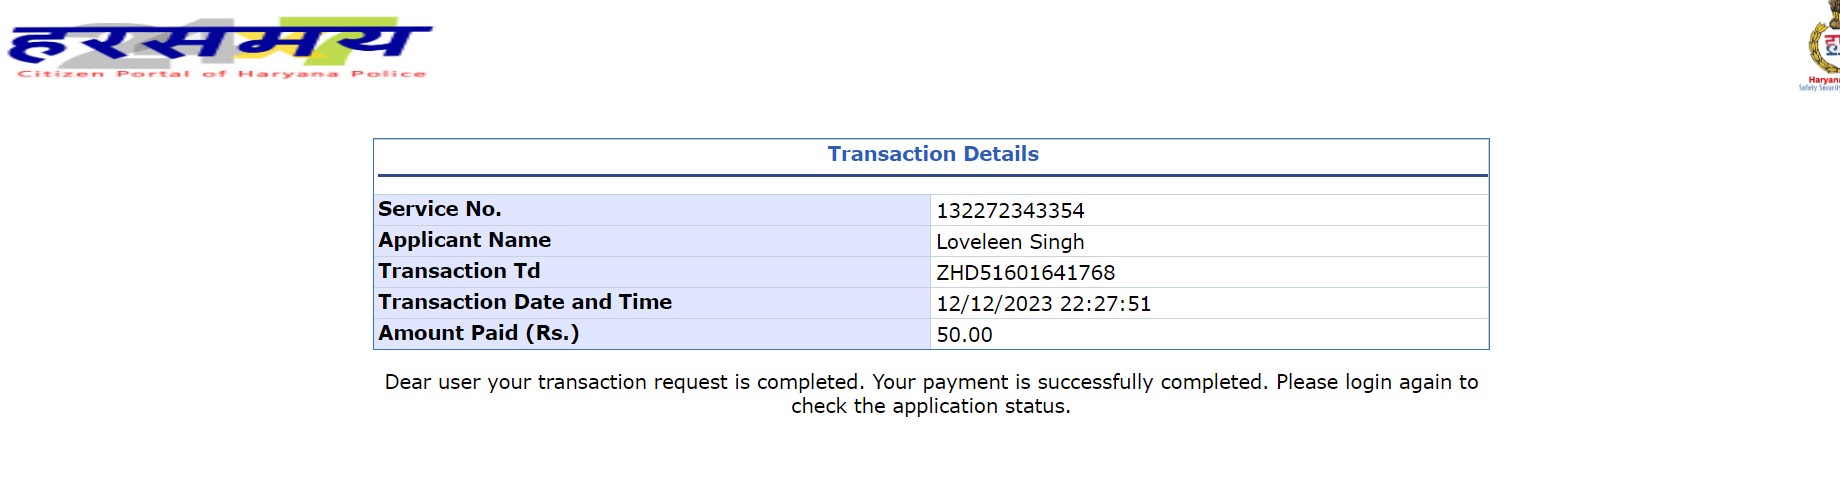 हरसमय 24x7
Citizen Portal of Haryana Police
Haryan
Safety Security
Transaction Details
Service No. 132272343354
Applicant Name Loveleen Singh
Transaction Td ZHD51601641768
Transaction Date and Time 12/12/2023 22:27:51
Amount Paid (Rs.) 50.00
Dear user your transaction request is completed. Your payment is successfully completed. Please login again to
check the application status.